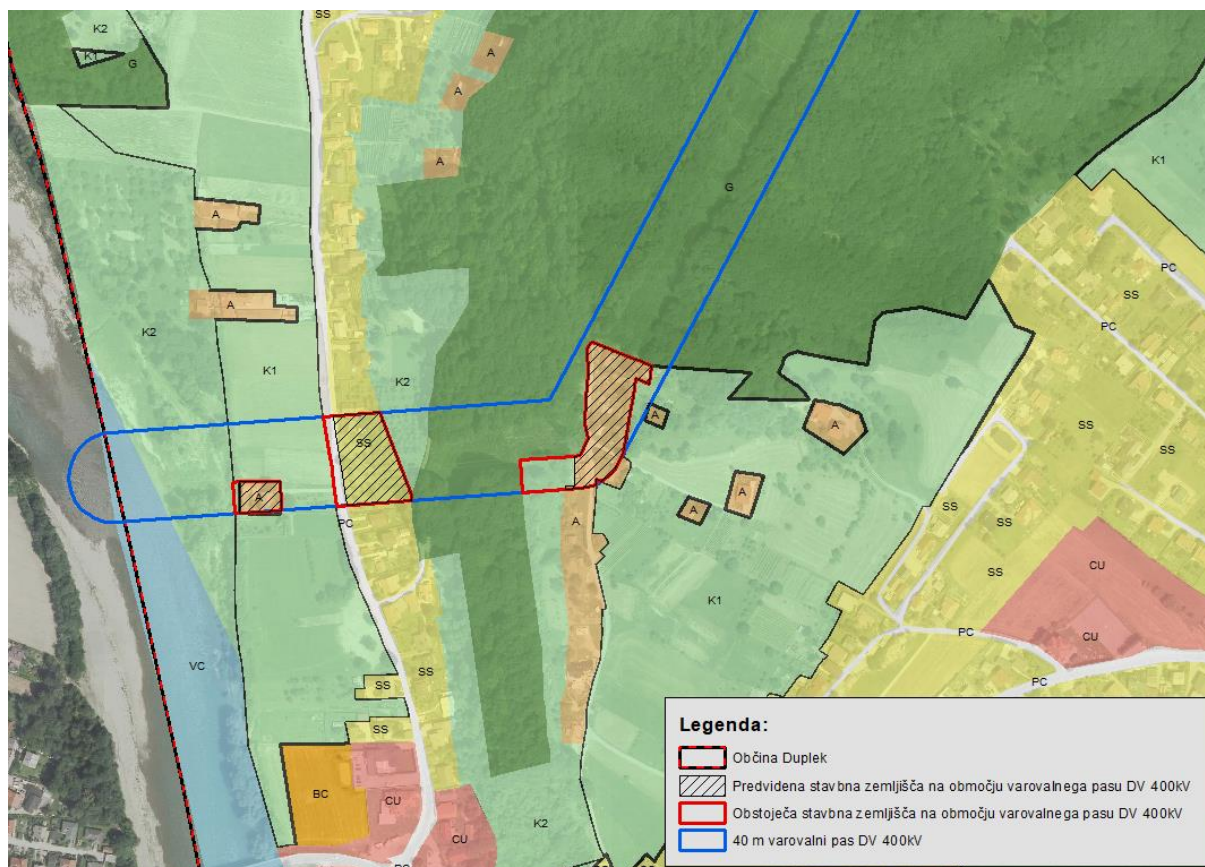 SS
K2
K1
G
A
A
A
K1
G
A
A
PC
SS
K2
K2
K1
PC
SS
SS
A
A
A
SS
A
A
A
PC
A
SS
SS
SS
K1
CU
SS
CU
VC
SS
SS
SS
PC
PC
BC
CU
CU
K2
PC
Legenda:
Občina Duplek
Predvidena stavbna zemljišča na območju varovalnega pasu DV 400kV
Obstoječa stavbna zemljišča na območju varovalnega pasu DV 400kV
40 m varovalni pas DV 400kV